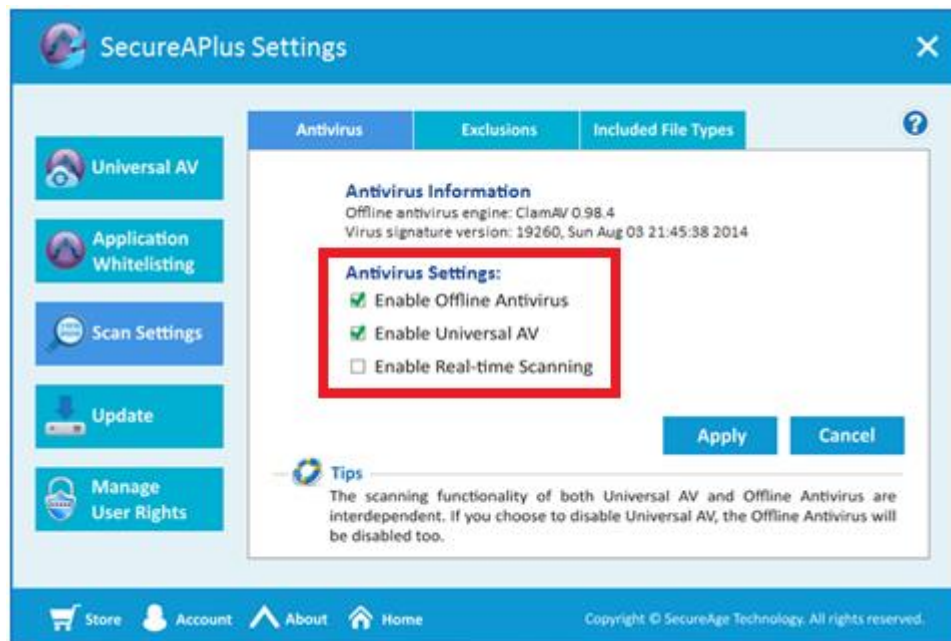 SecureAPlus Settings
Antivirus
Exclusions
Included File Types
Universal AV
Application
Whitelisting
Scan Settings
Update
Manage
User Rights
Antivirus Information
Offline antivirus engine: ClamAV 0.98.4
Virus signature version: 19260, Sun Aug 03 21:45:38 2014
Antivirus Settings:
Enable Offline Antivirus
Enable Universal AV
Enable Real-time Scanning
Apply
Cancel
Tips
The scanning functionality of both Universal AV and Offline Antivirus are
interdependent. If you choose to disable Universal AV, the Offline Antivirus will
be disabled too.
Store
Account
About
Home
Copyright © SecureAge Technology. All rights reserved.